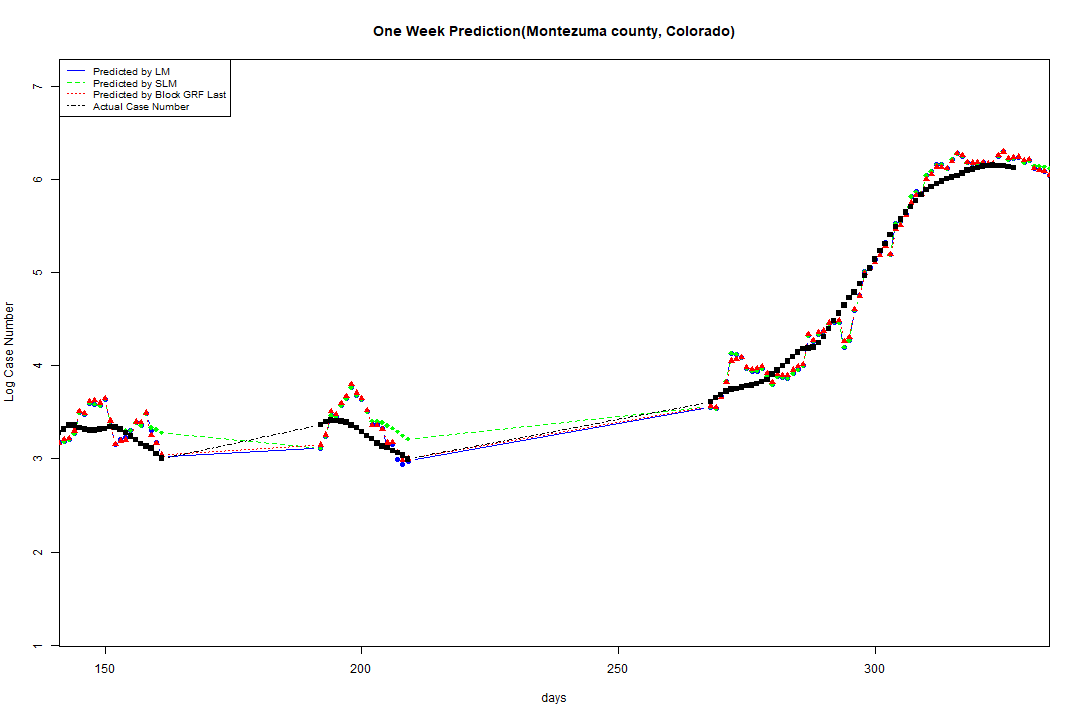 One Week Prediction(Montezuma county, Colorado)
Predicted by LM
Predicted by SLM
Predicted by Block GRF Last
Actual Case Number
7
6
5
4
3
2
1
Log Case Number
150
200
250
300
days